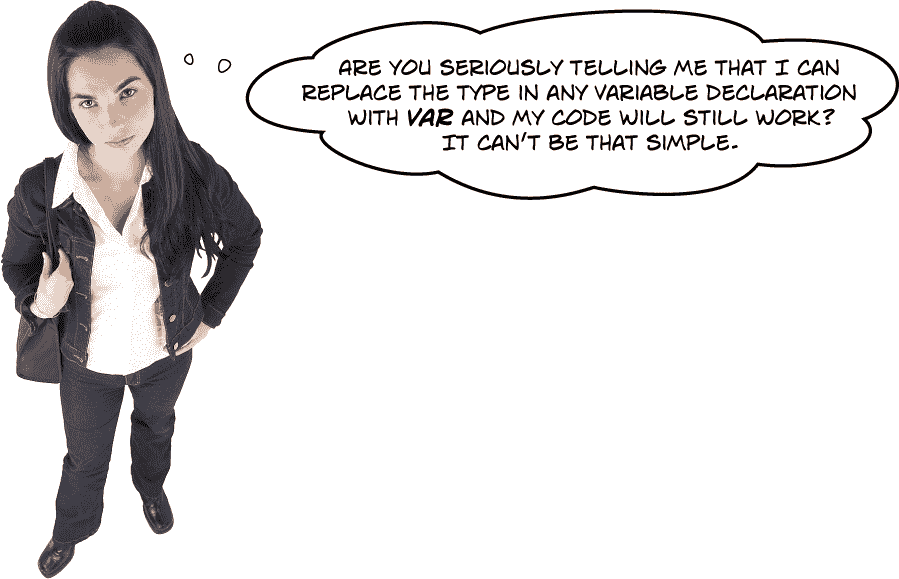 ARE YOU SERIOUSLY TELLING ME THAT I CAN
REPLACE THE TYPE IN ANY VARIABLE DECLARATION
WITH VAR AND MY CODE WILL STILL WORK?
IT CAN'T BE THAT SIMPLE.